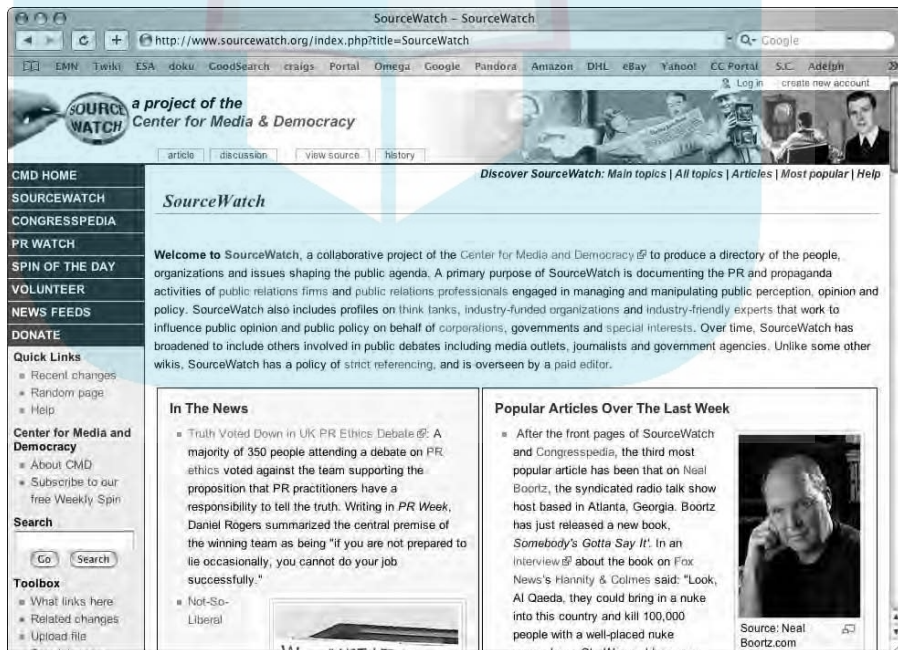 SourceWatch – SourceWatch
http://www.sourcewatch.org/index.php?title=SourceWatch
Google
EMN Twiki ESA doku GoodSearch craigs Portal Omega Google Pandora Amazon DHL eBay Yahoo! CC Portal S.C. Adelph
Log in create new account
SOURCE
WATCH
a project of the
Center for Media & Democracy
article discussion view source history
Discover SourceWatch: Main topics | All topics | Articles | Most popular | Help
CMD HOME
SOURCEWATCH
CONGRESSPEDIA
PR WATCH
SPIN OF THE DAY
VOLUNTEER
NEWS FEEDS
DONATE
Quick Links
Recent changes
Random page
Help
Center for Media and
Democracy
About CMD
Subscribe to our
free Weekly Spin
Search
Go Search
Toolbox
What links here
Related changes
Upload file
SourceWatch
Welcome to SourceWatch, a collaborative project of the Center for Media and Democracy to produce a directory of the people,
organizations and issues shaping the public agenda. A primary purpose of SourceWatch is documenting the PR and propaganda
activities of public relations firms and public relations professionals engaged in managing and manipulating public perception, opinion and
policy. SourceWatch also includes profiles on think tanks, industry-funded organizations and industry-friendly experts that work to
influence public opinion and public policy on behalf of corporations, governments and special interests. Over time, SourceWatch has
broadened to include others involved in public debates including media outlets, journalists and government agencies. Unlike some other
wikis, SourceWatch has a policy of strict referencing, and is overseen by a paid editor.
In The News
Truth Voted Down in UK PR Ethics Debate: A
majority of 350 people attending a debate on PR
ethics voted against the team supporting the
proposition that PR practitioners have a
responsibility to tell the truth. Writing in PR Week,
Daniel Rogers summarized the central premise of
the winning team as being "if you are not prepared to
lie occasionally, you cannot do your job
successfully."
Not-So-
Liberal
Popular Articles Over The Last Week
After the front pages of SourceWatch
and Congresspedia, the third most
popular article has been that on Neal
Boortz, the syndicated radio talk show
host based in Atlanta, Georgia. Boortz
has just released a new book,
Somebody's Gotta Say It'. In an
interview about the book on Fox
News's Hannity & Colmes said: "Look,
Al Qaeda, they could bring in a nuke
into this country and kill 100,000
people with a well-placed nuke
Source: Neal
Boortz.com